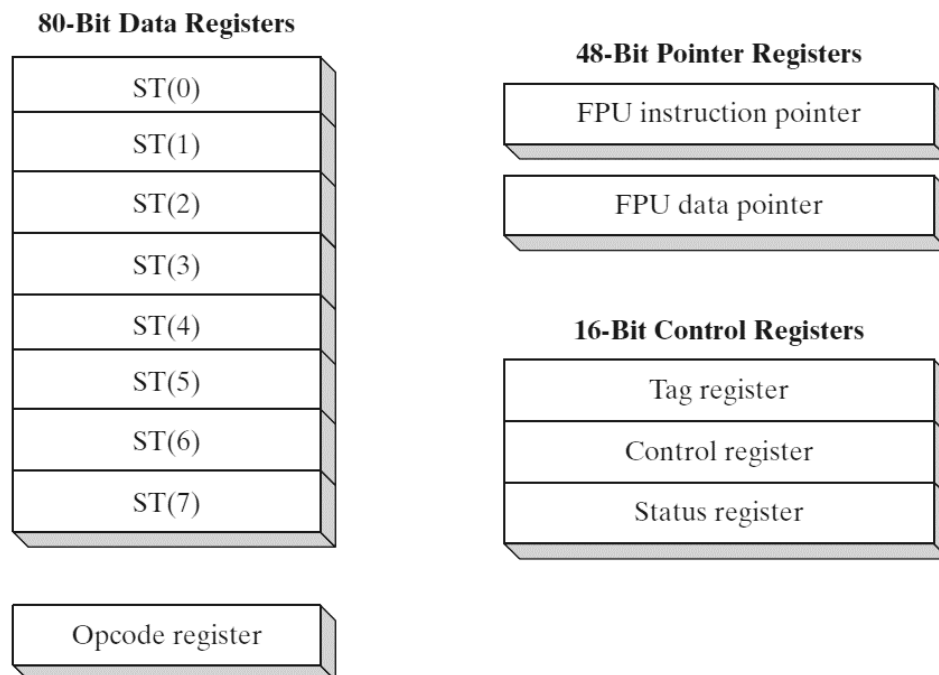 80-Bit Data Registers
ST(0)
ST(1)
ST(2)
ST(3)
ST(4)
ST(5)
ST(6)
ST(7)
Opcode register
48-Bit Pointer Registers
FPU instruction pointer
FPU data pointer
16-Bit Control Registers
Tag register
Control register
Status register